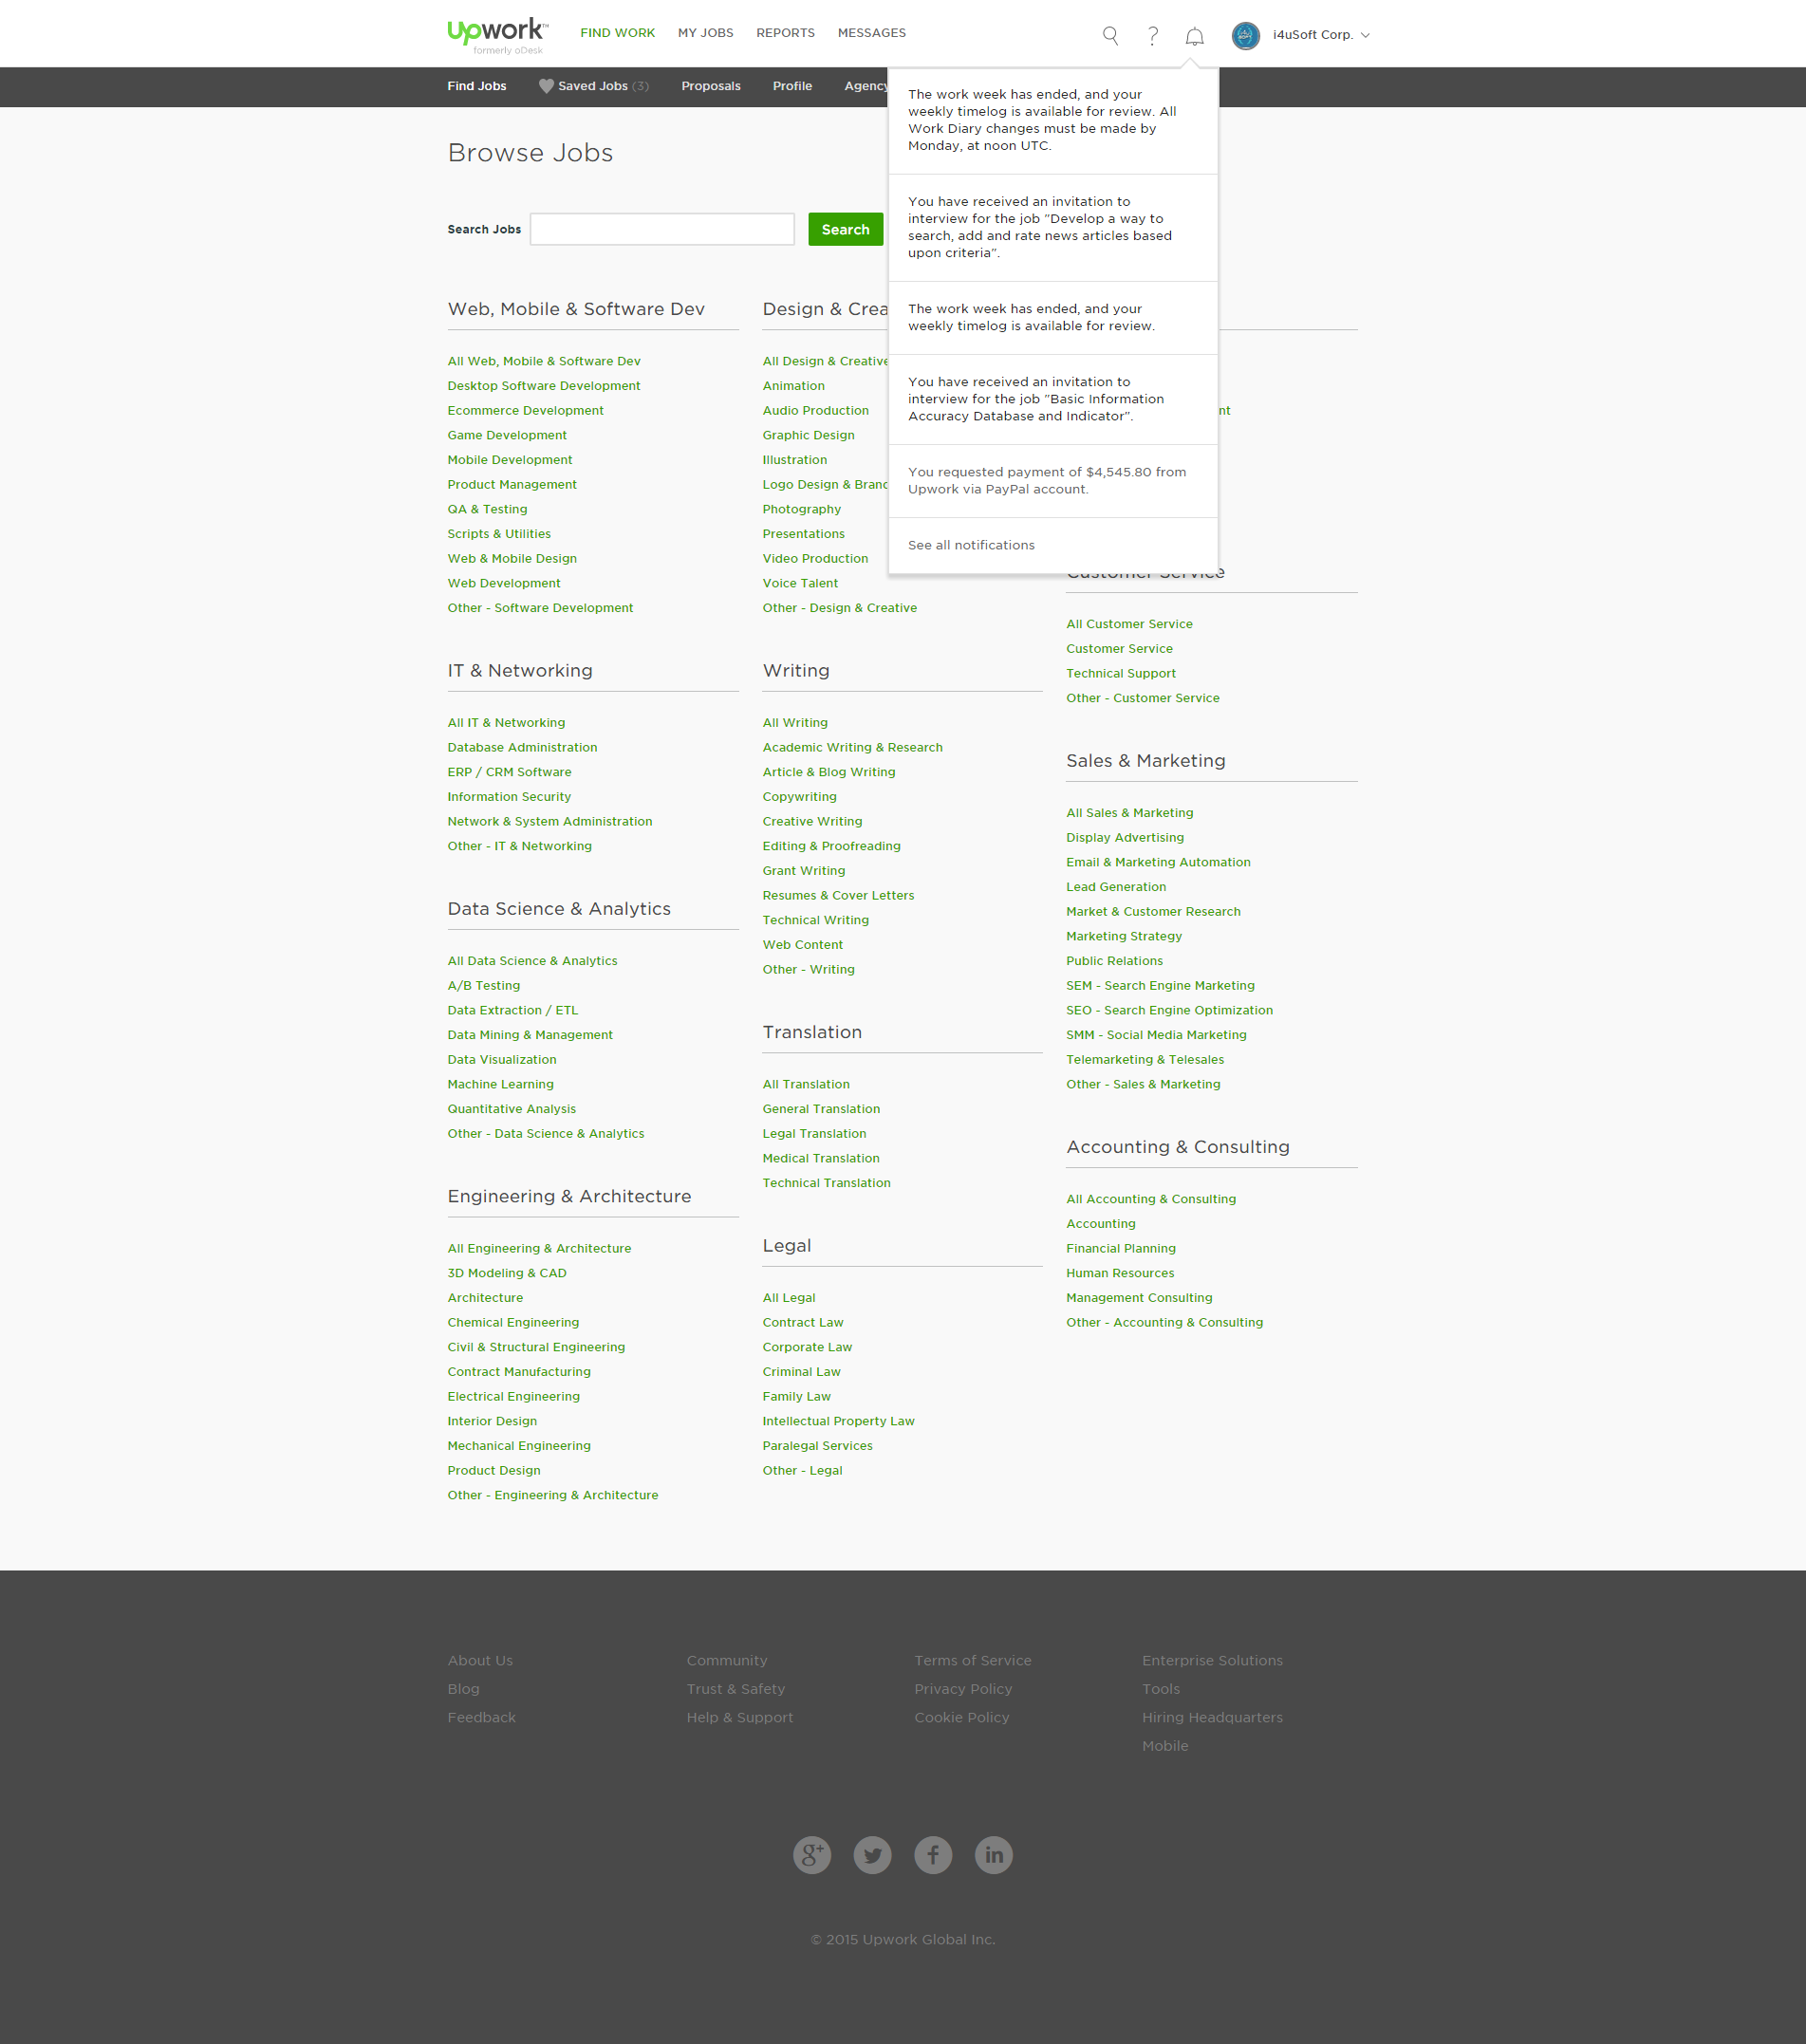 upwork™
formerly oDesk
FIND WORK
MY JOBS
REPORTS
MESSAGES
?
i4uSoft Corp.
Find Jobs
Saved Jobs (3)
Proposals
Profile
Agency
The work week has ended, and your
weekly timelog is available for review. All
Work Diary changes must be made by
Monday, at noon UTC.
You have received an invitation to
interview for the job "Develop a way to
search, add and rate news articles based
upon criteria".
The work week has ended, and your
weekly timelog is available for review.
You have received an invitation to
interview for the job "Basic Information
Accuracy Database and Indicator".
You requested payment of $4,545.80 from
Upwork via PayPal account.
See all notifications
Browse Jobs
Search Jobs
Search
Web, Mobile & Software Dev
All Web, Mobile & Software Dev
Desktop Software Development
Ecommerce Development
Game Development
Mobile Development
Product Management
QA & Testing
Scripts & Utilities
Web & Mobile Design
Web Development
Other - Software Development
IT & Networking
All IT & Networking
Database Administration
ERP / CRM Software
Information Security
Network & System Administration
Other - IT & Networking
Data Science & Analytics
All Data Science & Analytics
A/B Testing
Data Extraction / ETL
Data Mining & Management
Data Visualization
Machine Learning
Quantitative Analysis
Other - Data Science & Analytics
Engineering & Architecture
All Engineering & Architecture
3D Modeling & CAD
Architecture
Chemical Engineering
Civil & Structural Engineering
Contract Manufacturing
Electrical Engineering
Interior Design
Mechanical Engineering
Product Design
Other - Engineering & Architecture
Design & Crea
All Design & Creative
Animation
Audio Production
Graphic Design
Illustration
Logo Design & Brand
Photography
Presentations
Video Production
Voice Talent
Other - Design & Creative
Writing
All Writing
Academic Writing & Research
Article & Blog Writing
Copywriting
Creative Writing
Editing & Proofreading
Grant Writing
Resumes & Cover Letters
Technical Writing
Web Content
Other - Writing
Translation
All Translation
General Translation
Legal Translation
Medical Translation
Technical Translation
Legal
All Legal
Contract Law
Corporate Law
Criminal Law
Family Law
Intellectual Property Law
Paralegal Services
Other - Legal
nt
Customer Service
All Customer Service
Customer Service
Technical Support
Other - Customer Service
Sales & Marketing
All Sales & Marketing
Display Advertising
Email & Marketing Automation
Lead Generation
Market & Customer Research
Marketing Strategy
Public Relations
SEM - Search Engine Marketing
SEO - Search Engine Optimization
SMM - Social Media Marketing
Telemarketing & Telesales
Other - Sales & Marketing
Accounting & Consulting
All Accounting & Consulting
Accounting
Financial Planning
Human Resources
Management Consulting
Other - Accounting & Consulting
About Us
Blog
Feedback
Community
Trust & Safety
Help & Support
Terms of Service
Privacy Policy
Cookie Policy
Enterprise Solutions
Tools
Hiring Headquarters
Mobile
g+
f
in
© 2015 Upwork Global Inc.